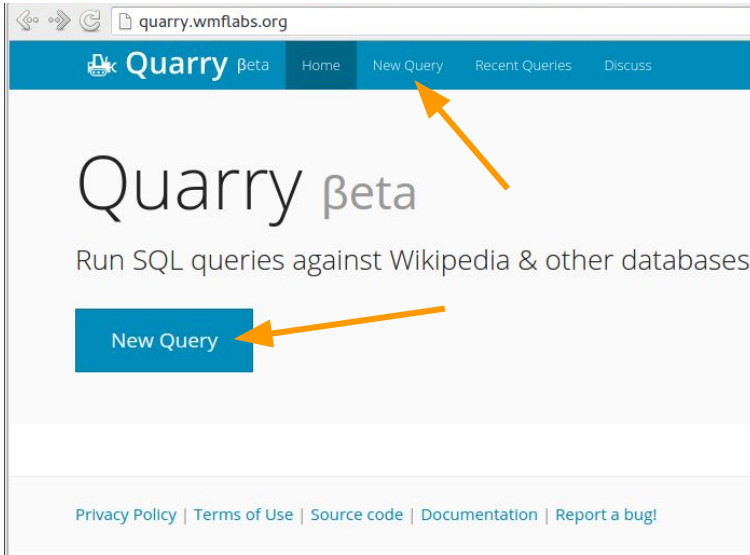 quarry.wmflabs.org
Quarry βeta Home New Query Recent Queries Discuss
Quarry βeta
Run SQL queries against Wikipedia & other databases
New Query
Privacy Policy | Terms of Use | Source code | Documentation | Report a bug!